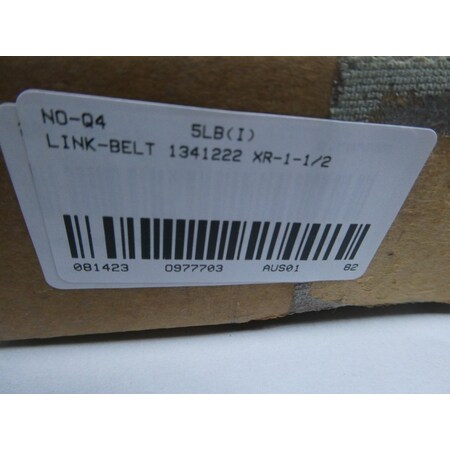 NO-Q4 5LB(I)
LINK-BELT 1341222 XR-1-1/2
081423 0977703 AUS01 82